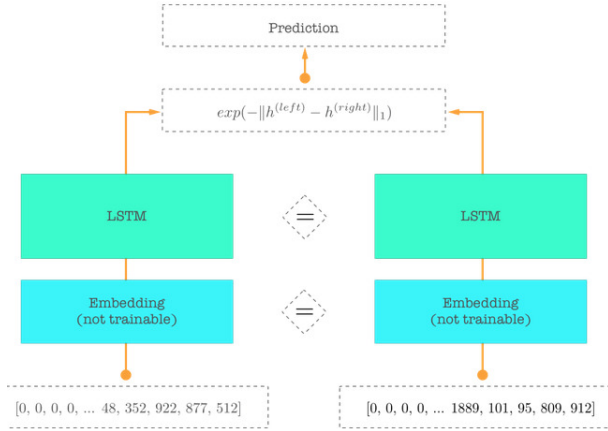 Prediction
exp(−‖h^(left) − h^(right)‖₁)
LSTM
=
LSTM
Embedding
(not trainable)
=
Embedding
(not trainable)
[0, 0, 0, 0, ... 48, 352, 922, 877, 512]
[0, 0, 0, 0, ... 1889, 101, 95, 809, 912]